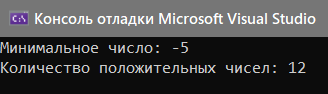 Консоль отладки Microsoft Visual Studio
Минимальное число: -5
Количество положительных чисел: 12